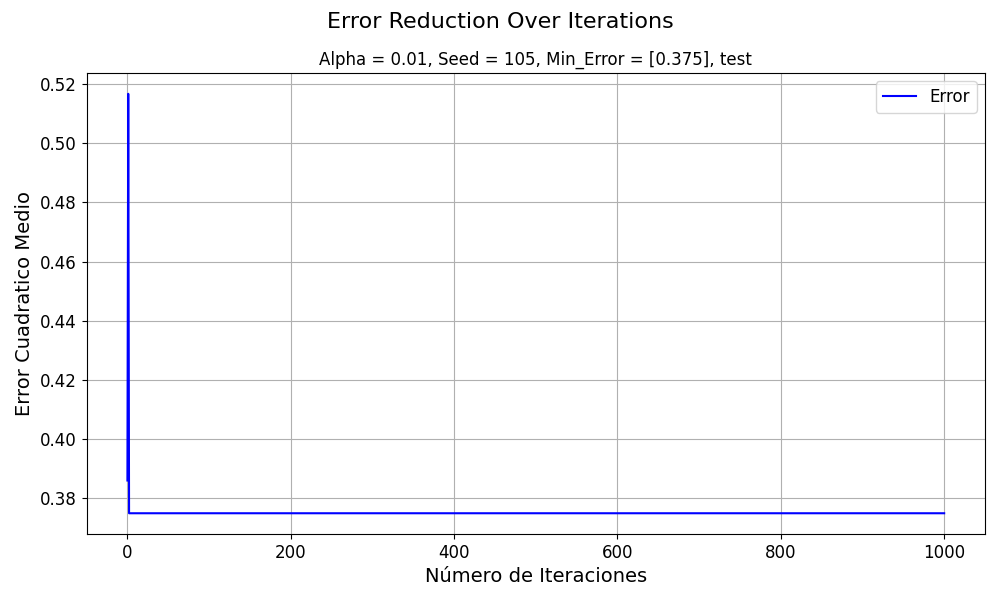 Error Reduction Over Iterations
Alpha = 0.01, Seed = 105, Min_Error = [0.375], test
Error
Error Cuadratico Medio
0.52
0.50
0.48
0.46
0.44
0.42
0.40
0.38
0 200 400 600 800 1000
Número de Iteraciones